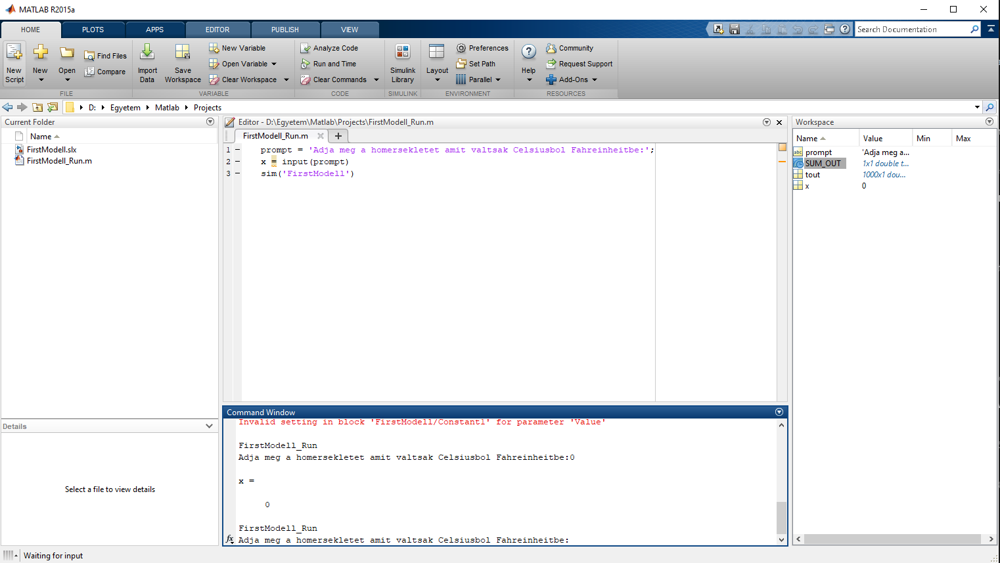 MATLAB R2015a
HOME PLOTS APPS EDITOR PUBLISH VIEW
Search Documentation
New Script
New
Open
Find Files
Compare
FILE
Import Data
Save Workspace
New Variable
Open Variable
Clear Workspace
VARIABLE
Analyze Code
Run and Time
Clear Commands
CODE
Simulink Library
SIMULINK
Layout
Preferences
Set Path
Parallel
ENVIRONMENT
Help
Community
Request Support
Add-Ons
RESOURCES
D: Egyetem Matlab Projects
Current Folder
Name
FirstModell.slx
FirstModell_Run.m
Details
Select a file to view details
Editor - D:\Egyetem\Matlab\Projects\FirstModell_Run.m
FirstModell_Run.m
1 prompt = 'Adja meg a homersekletet amit valtsak Celsiusbol Fahreinheitbe:';
2 x = input(prompt)
3 sim('FirstModell')
Command Window
Invalid setting in block 'FirstModell/Constant1' for parameter 'Value'
FirstModell_Run
Adja meg a homersekletet amit valtsak Celsiusbol Fahreinheitbe:0
x =
0
FirstModell_Run
fx Adja meg a homersekletet amit valtsak Celsiusbol Fahreinheitbe:
Workspace
Name Value Min Max
abc prompt 'Adja meg a...
SUM_OUT 1x1 double t...
tout 1000x1 dou...
x 0
Waiting for input